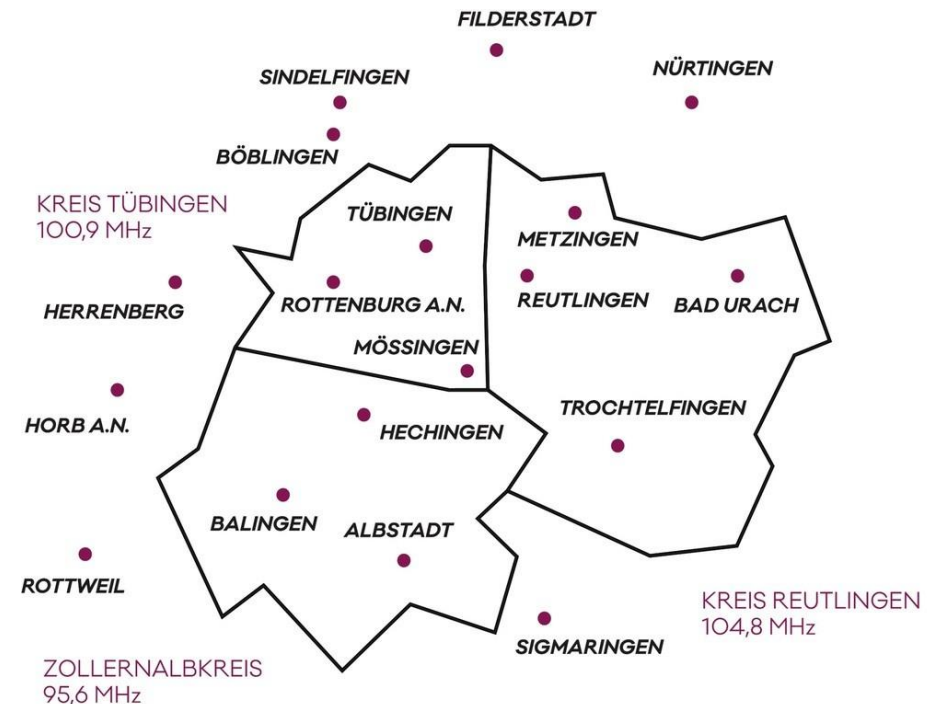 FILDERSTADT
SINDELFINGEN
NÜRTINGEN
BÖBLINGEN
KREIS TÜBINGEN
100,9 MHz
TÜBINGEN
METZINGEN
HERRENBERG
ROTTENBURG A.N.
REUTLINGEN
BAD URACH
MÖSSINGEN
HORB A.N.
HECHINGEN
TROCHTELFINGEN
BALINGEN
ALBSTADT
ROTTWEIL
KREIS REUTLINGEN
104,8 MHz
SIGMARINGEN
ZOLLERNALBKREIS
95,6 MHz